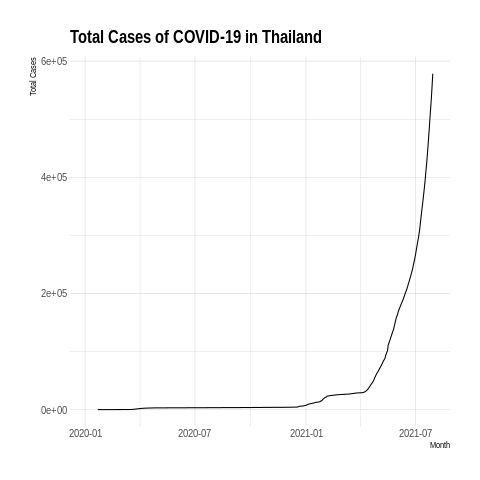 Total Cases of COVID-19 in Thailand
Total Cases
6e+05
4e+05
2e+05
0e+00
2020-01 2020-07 2021-01 2021-07
Month